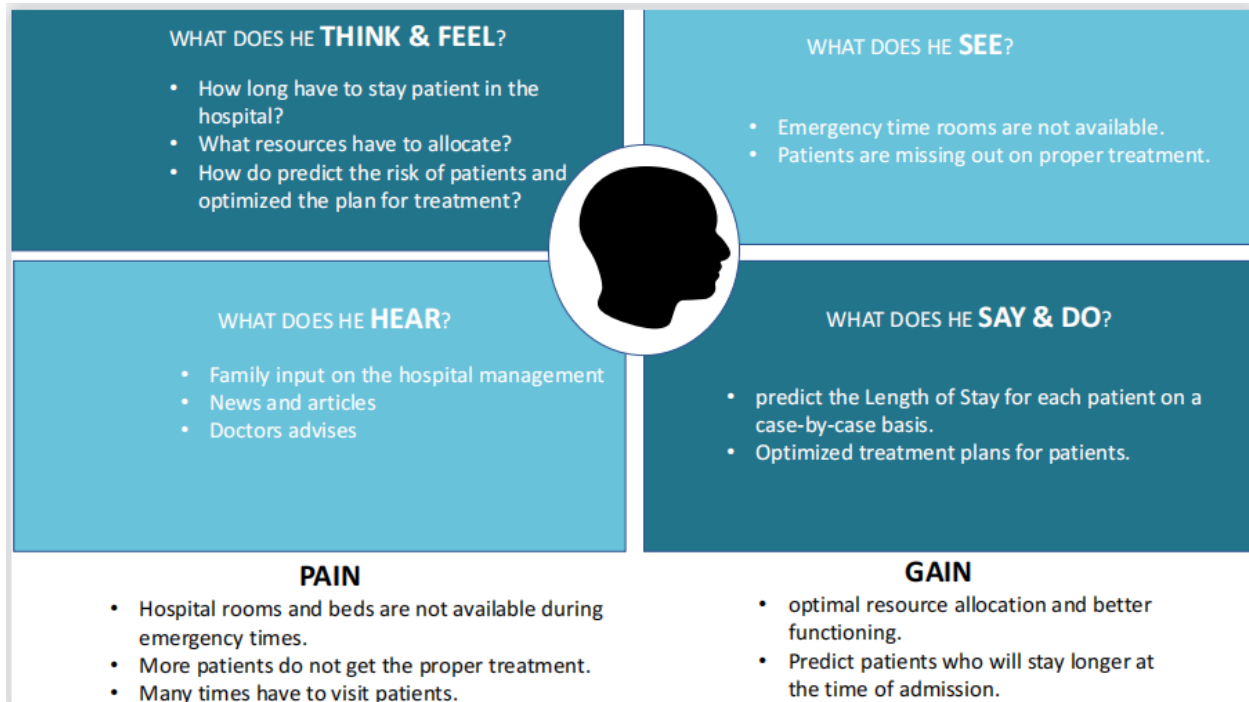 WHAT DOES HE THINK & FEEL?
• How long have to stay patient in the
hospital?
• What resources have to allocate?
• How do predict the risk of patients and
optimized the plan for treatment?
WHAT DOES HE SEE?
• Emergency time rooms are not available.
• Patients are missing out on proper treatment.
WHAT DOES HE HEAR?
• Family input on the hospital management
• News and articles
• Doctors advises
WHAT DOES HE SAY & DO?
• predict the Length of Stay for each patient on a
case-by-case basis.
• Optimized treatment plans for patients.
PAIN
• Hospital rooms and beds are not available during
emergency times.
• More patients do not get the proper treatment.
• Many times have to visit patients.
GAIN
• optimal resource allocation and better
functioning.
• Predict patients who will stay longer at
the time of admission.